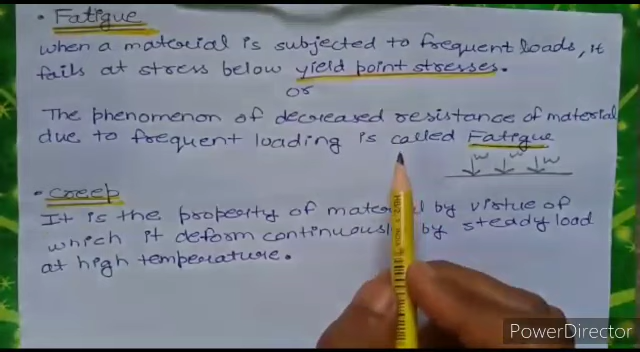 • Fatigue
when a material is subjected to frequent loads, it
fails at stress below yield point stresses.
or
The phenomenon of decreased resistance of material
due to frequent loading is called Fatigue
w w w
• Creep
It is the property of material by virtue of
which it deform continuously by steady load
at high temperature.
PowerDirector